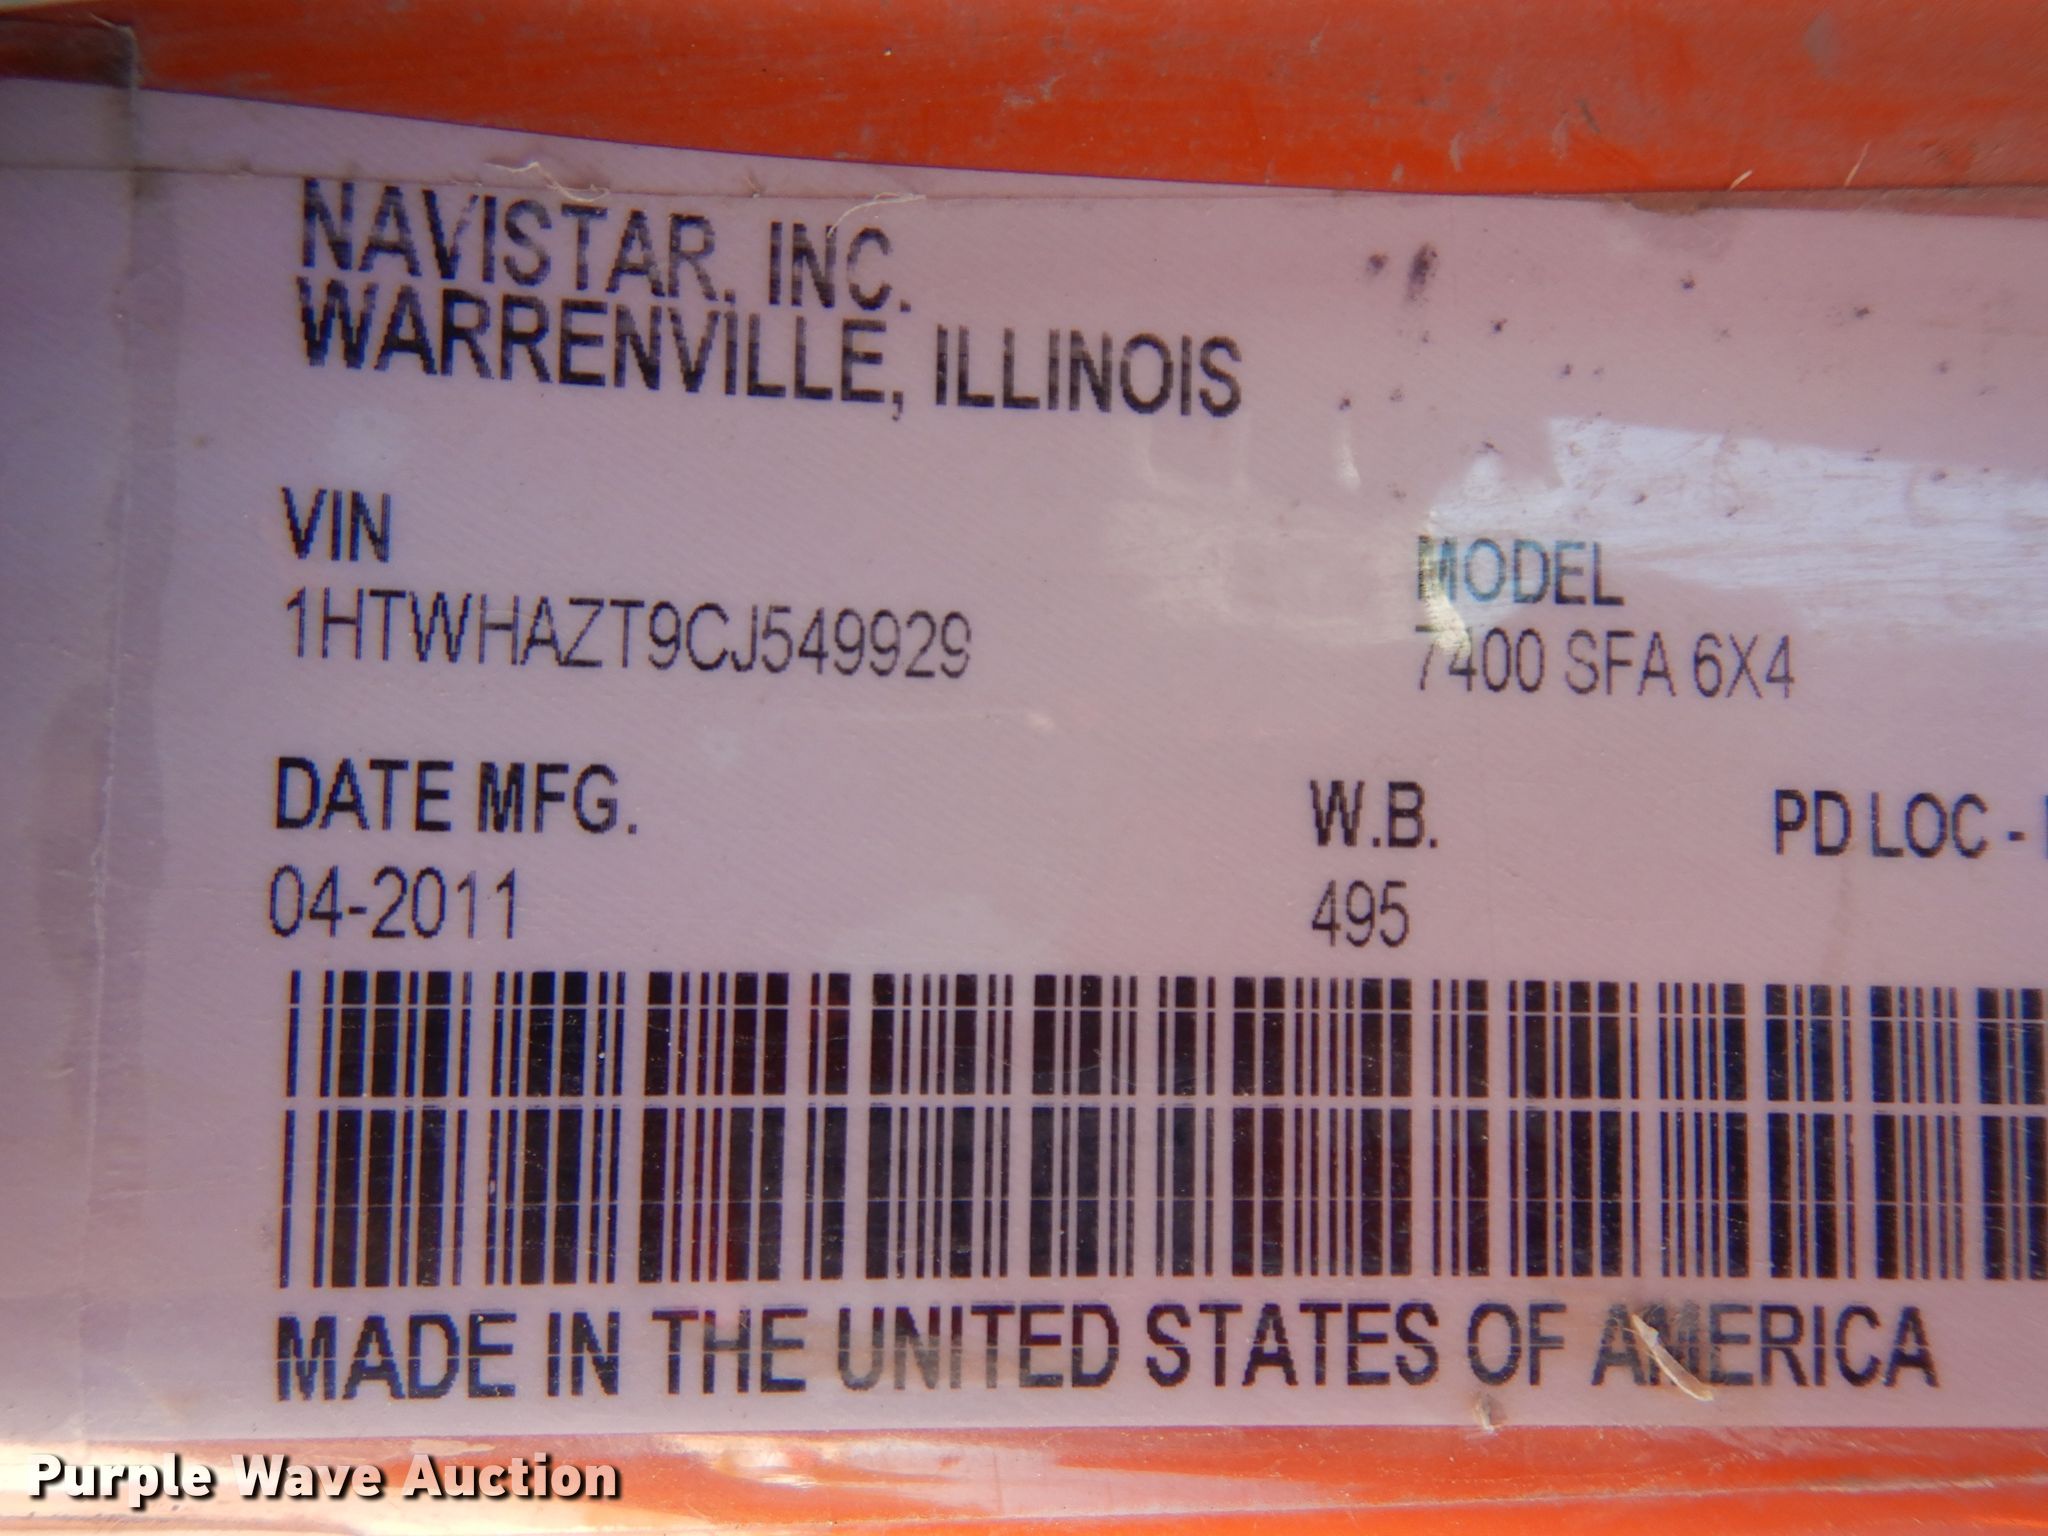 NAVISTAR, INC.
WARRENVILLE, ILLINOIS
VIN
1HTWHAZT9CJ549929
MODEL
7400 SFA 6X4
DATE MFG.
04-2011
W.B.
495
PD LOC -
MADE IN THE UNITED STATES OF AMERICA
Purple Wave Auction